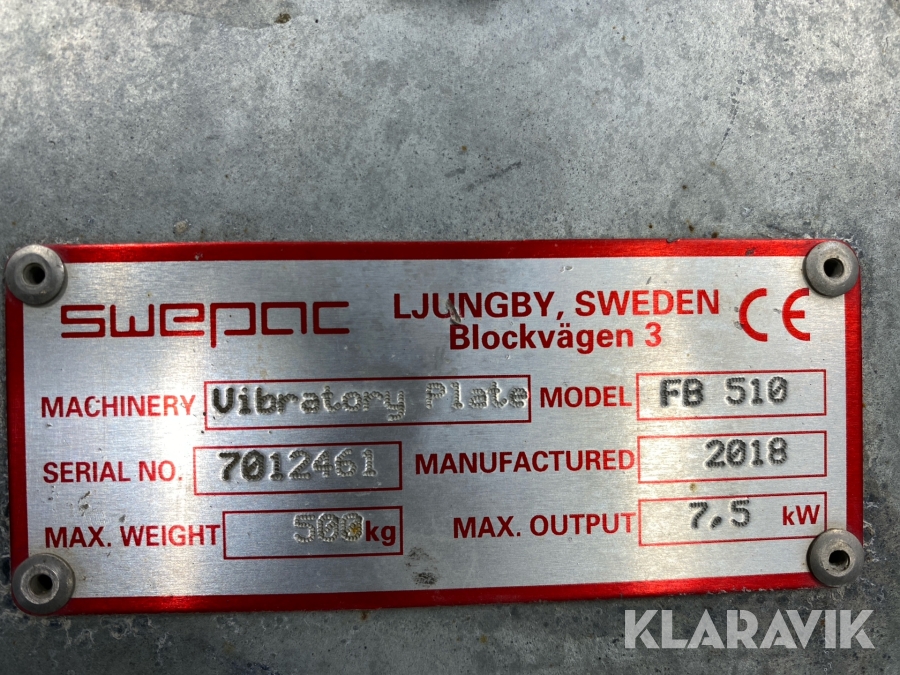 swepac LJUNGBY, SWEDEN CE
Blockvägen 3
MACHINERY Vibratory Plate MODEL FB 510
SERIAL NO. 7012461 MANUFACTURED 2018
MAX. WEIGHT 500 kg MAX. OUTPUT 7,5 kW
KLARAVIK